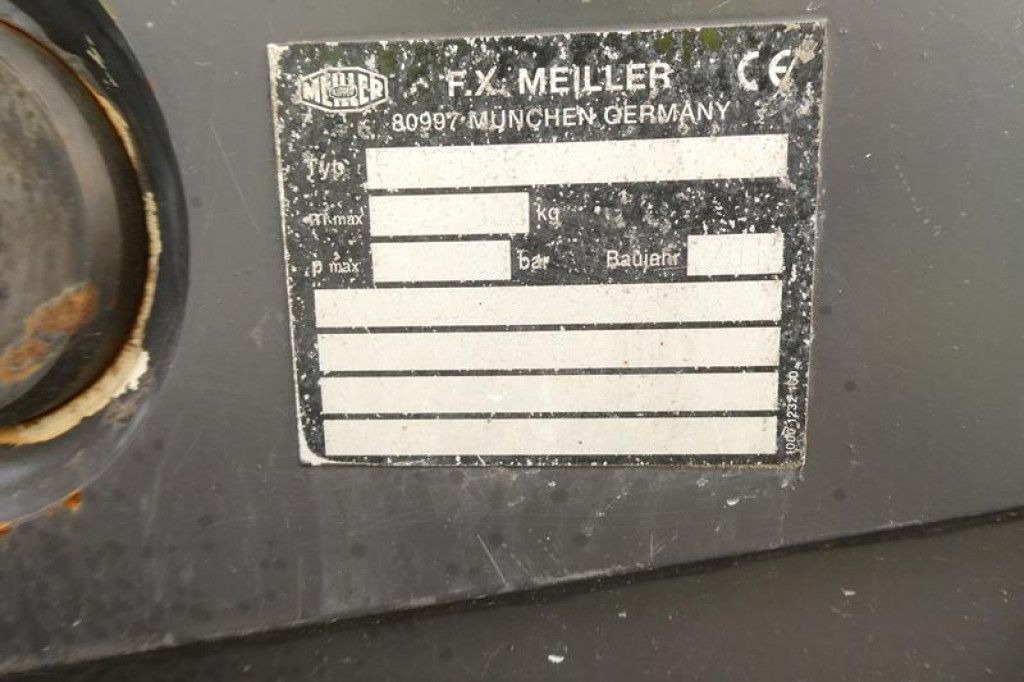 MEILLER
F.X. MEILLER CE
80997 MÜNCHEN GERMANY
Typ
m max kg
p max bar Baujahr